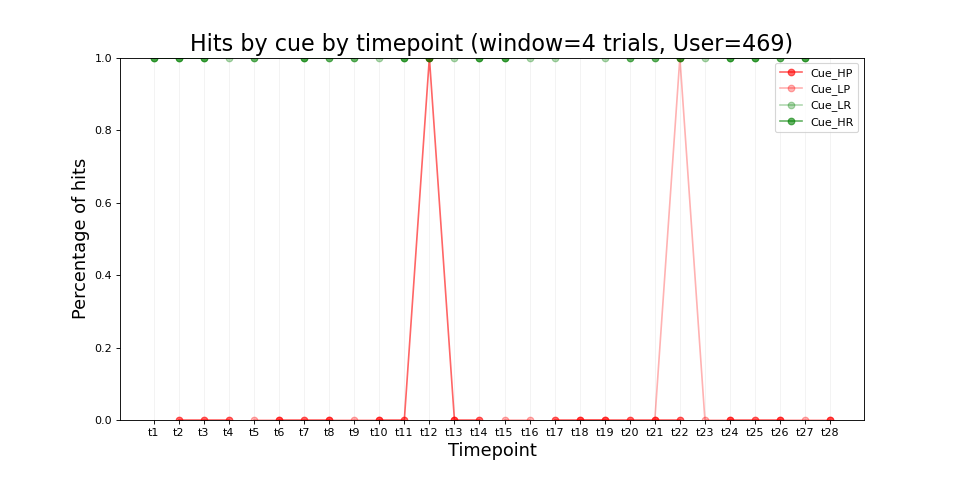 Hits by cue by timepoint (window=4 trials, User=469)
Percentage of hits
1.0
0.8
0.6
0.4
0.2
0.0
Cue_HP
Cue_LP
Cue_LR
Cue_HR
t1 t2 t3 t4 t5 t6 t7 t8 t9 t10 t11 t12 t13 t14 t15 t16 t17 t18 t19 t20 t21 t22 t23 t24 t25 t26 t27 t28
Timepoint